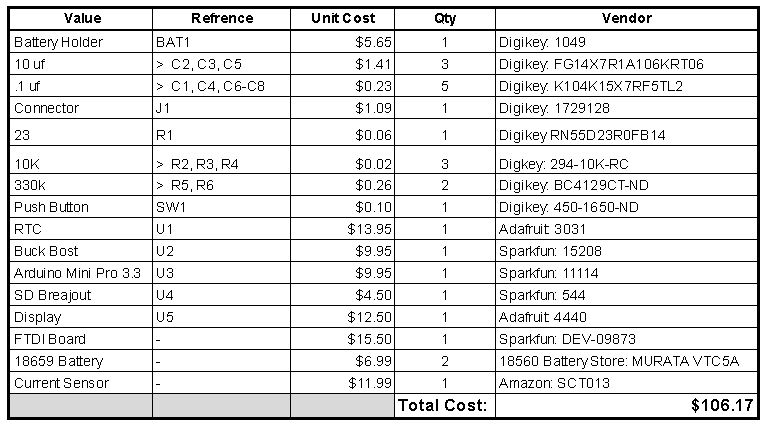 Value Refrence Unit Cost Qty Vendor
Battery Holder BAT1 $5.65 1 Digikey: 1049
10 uf > C2, C3, C5 $1.41 3 Digikey: FG14X7R1A106KRT06
.1 uf > C1, C4, C6-C8 $0.23 5 Digikey: K104K15X7RF5TL2
Connector J1 $1.09 1 Digikey: 1729128
23 R1 $0.06 1 Digikey RN55D23R0FB14
10K > R2, R3, R4 $0.02 3 Digkey: 294-10K-RC
330k > R5, R6 $0.26 2 Digikey: BC4129CT-ND
Push Button SW1 $0.10 1 Digikey: 450-1650-ND
RTC U1 $13.95 1 Adafruit: 3031
Buck Bost U2 $9.95 1 Sparkfun: 15208
Arduino Mini Pro 3.3 U3 $9.95 1 Sparkfun: 11114
SD Breajout U4 $4.50 1 Sparkfun: 544
Display U5 $12.50 1 Adafruit: 4440
FTDI Board - $15.50 1 Sparkfun: DEV-09873
18659 Battery - $6.99 2 18560 BatteryStore: MURATA VTC5A
Current Sensor - $11.99 1 Amazon: SCT013
Total Cost: $106.17